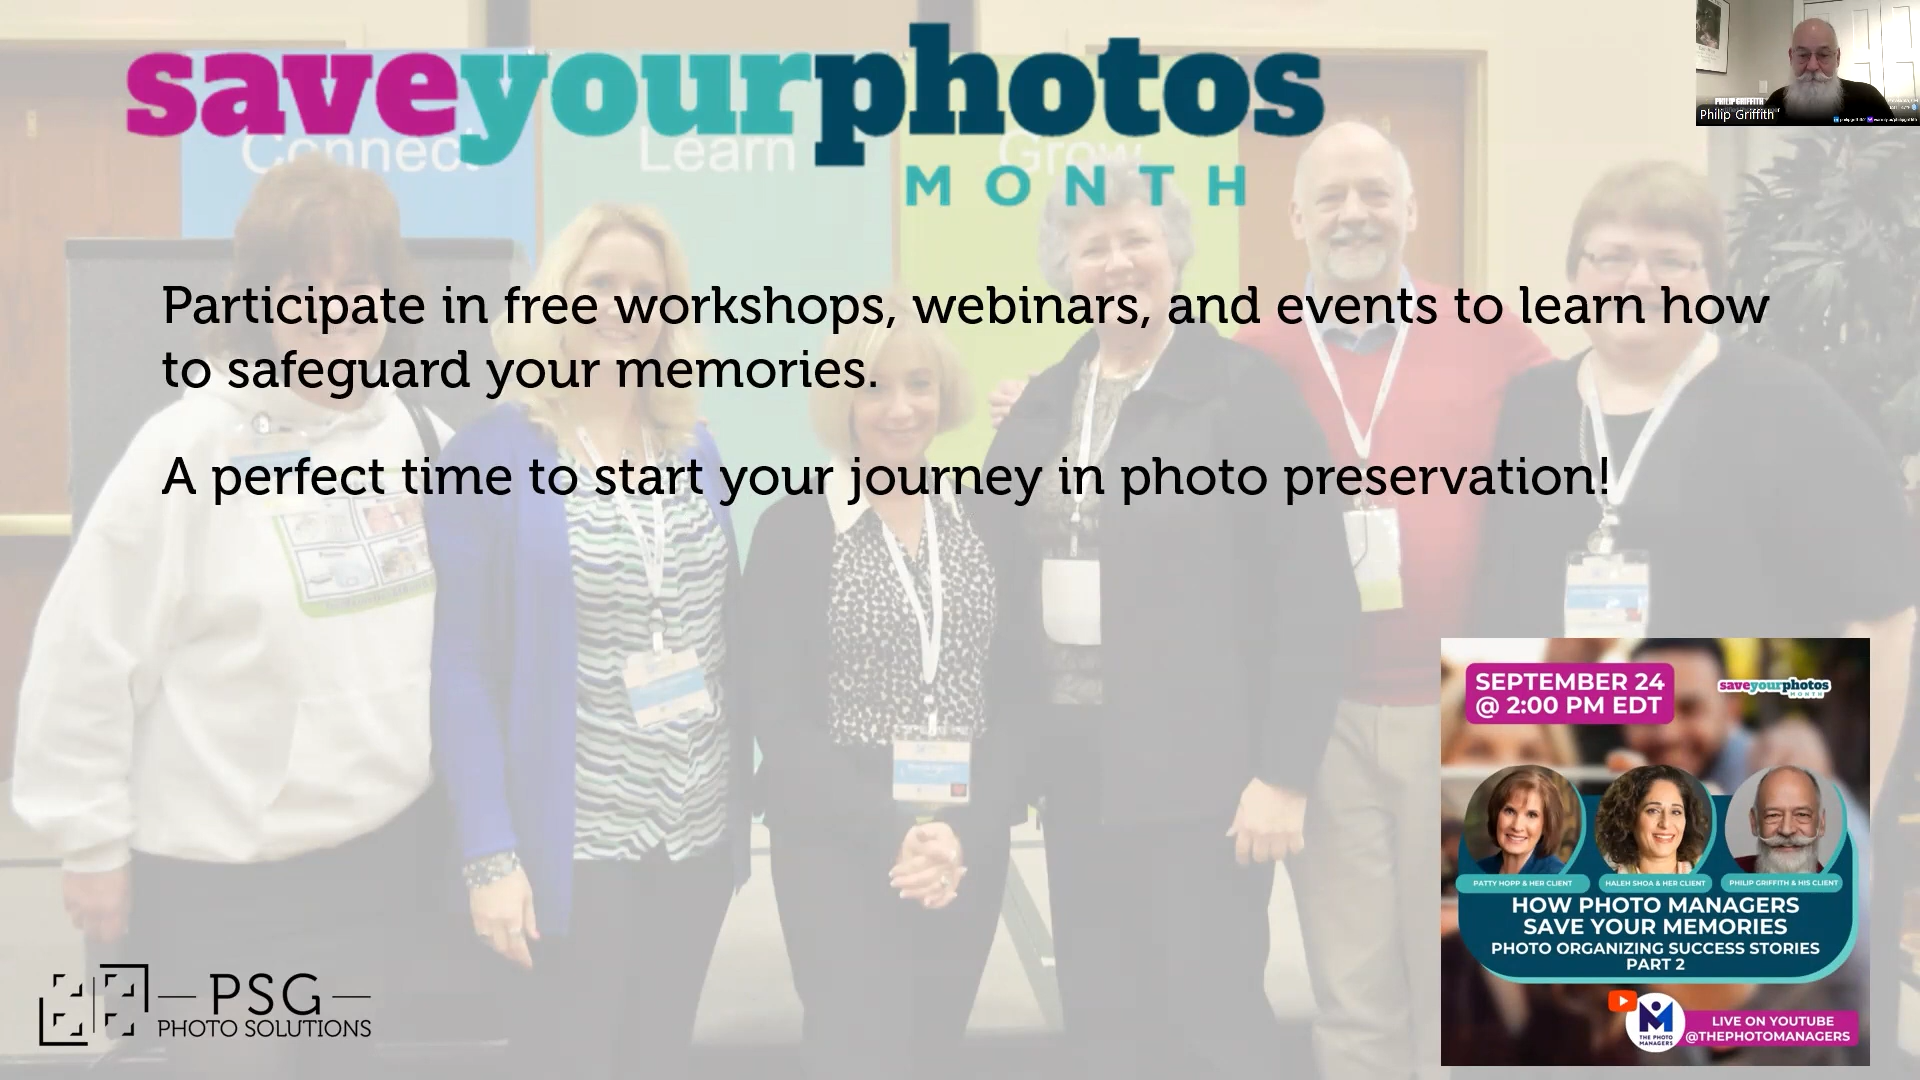 saveyourphotos
MONTH
Connect
Learn
Grow
Philip Griffith
Participate in free workshops, webinars, and events to learn how
to safeguard your memories.
A perfect time to start your journey in photo preservation!
SEPTEMBER 24
@ 2:00 PM EDT
saveyourphotos
MONTH
PATTY HOPP & HER CLIENT
HALEH SHOA & HER CLIENT
PHILIP GRIFFITH & HIS CLIENT
HOW PHOTO MANAGERS
SAVE YOUR MEMORIES
PHOTO ORGANIZING SUCCESS STORIES
PART 2
THE PHOTO
MANAGERS
LIVE ON YOUTUBE
@THEPHOTOMANAGERS
PSG
PHOTO SOLUTIONS